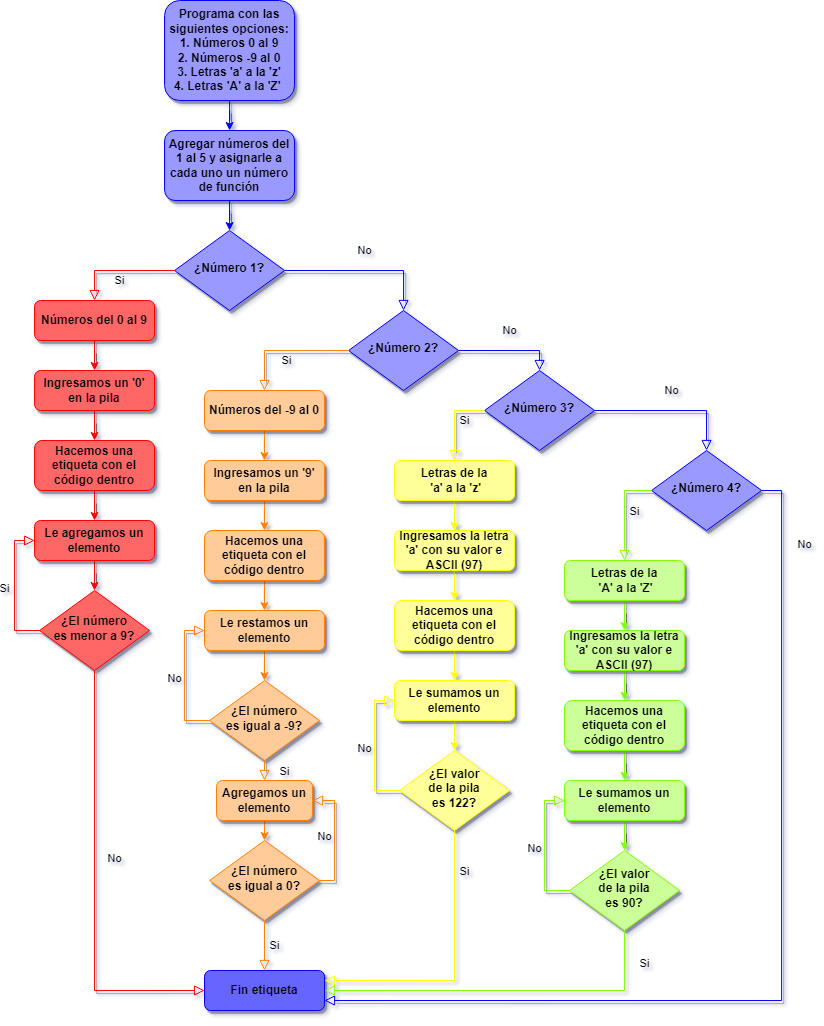 Programa con las
siguientes opciones:
1. Números 0 al 9
2. Números -9 al 0
3. Letras 'a' a la 'z'
4. Letras 'A' a la 'Z'
Agregar números del
1 al 5 y asignarle a
cada uno un número
de función
¿Número 1?
Si
No
Números del 0 al 9
Ingresamos un '0'
en la pila
Hacemos una
etiqueta con el
código dentro
Le agregamos un
elemento
Si
¿El número
es menor a 9?
No
¿Número 2?
Si
No
Números del -9 al 0
Ingresamos un '9'
en la pila
Hacemos una
etiqueta con el
código dentro
Le restamos un
elemento
No
¿El número
es igual a -9?
Si
Agregamos un
elemento
No
¿El número
es igual a 0?
Si
¿Número 3?
Si
No
Letras de la
'a' a la 'z'
Ingresamos la letra
'a' con su valor e
ASCII (97)
Hacemos una
etiqueta con el
código dentro
Le sumamos un
elemento
No
¿El valor
de la pila
es 122?
Si
¿Número 4?
Si
No
Letras de la
'A' a la 'Z'
Ingresamos la letra
'a' con su valor e
ASCII (97)
Hacemos una
etiqueta con el
código dentro
Le sumamos un
elemento
No
¿El valor
de la pila
es 90?
Si
Fin etiqueta